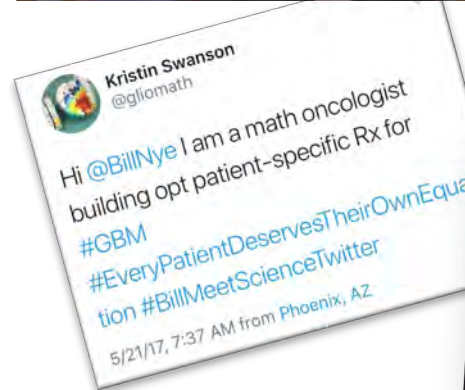 Kristin Swanson
@gliomath
Hi @BillNye I am a math oncologist
building opt patient-specific Rx for
#GBM
#EveryPatientDeservesTheirOwnEqua
tion #BillMeetScienceTwitter
5/21/17, 7:37 AM from Phoenix, AZ